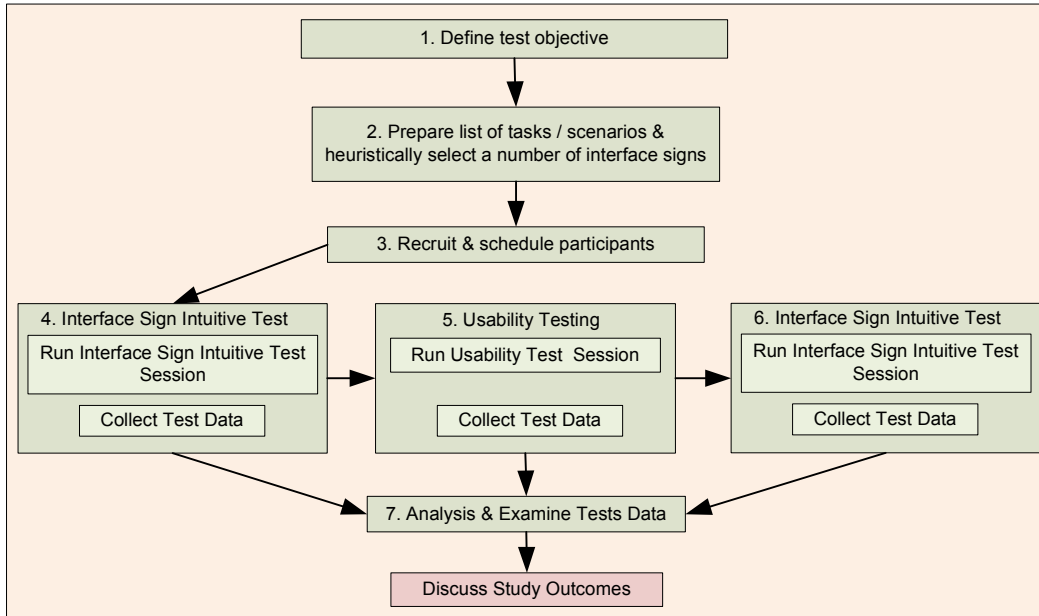 1. Define test objective
2. Prepare list of tasks / scenarios &
heuristically select a number of interface signs
3. Recruit & schedule participants
4. Interface Sign Intuitive Test
Run Interface Sign Intuitive Test
Session
Collect Test Data
5. Usability Testing
Run Usability Test Session
Collect Test Data
6. Interface Sign Intuitive Test
Run Interface Sign Intuitive Test
Session
Collect Test Data
7. Analysis & Examine Tests Data
Discuss Study Outcomes